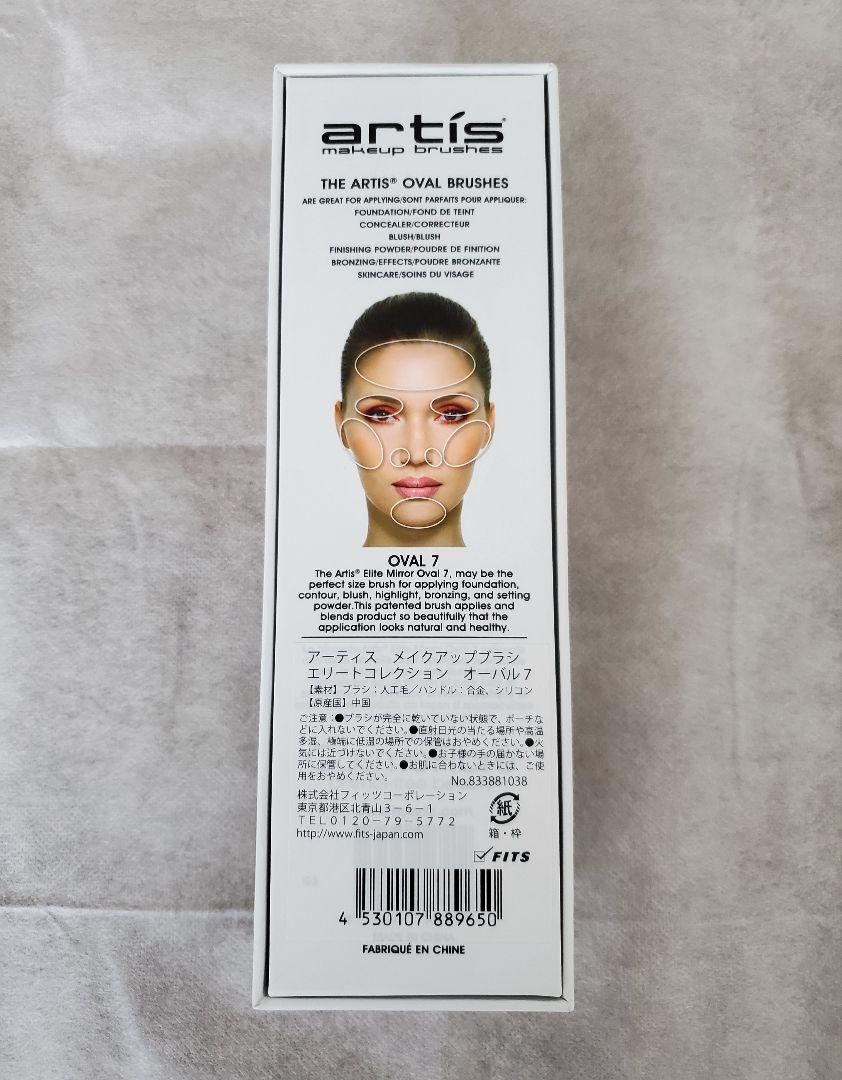 artís®
makeup brushes
THE ARTIS® OVAL BRUSHES
ARE GREAT FOR APPLYING/SONT PARFAITS POUR APPLIQUER:
FOUNDATION/FOND DE TEINT
CONCEALER/CORRECTEUR
BLUSH/BLUSH
FINISHING POWDER/POUDRE DE FINITION
BRONZING/EFFECTS/POUDRE BRONZANTE
SKINCARE/SOINS DU VISAGE
OVAL 7
The Artis® Elite Mirror Oval 7, may be the
perfect size brush for applying foundation,
contour, blush, highlight, bronzing, and setting
powder.This patented brush applies and
blends product so beautifully that the
application looks natural and healthy.
アーティス　メイクアップブラシ
エリートコレクション　オーバル7
【素材】ブラシ：人工毛／ハンドル：合金、シリコン
【原産国】中国
ご注意：●ブラシが完全に乾いていない状態で、ポーチな
どに入れないでください。●直射日光の当たる場所や高温
多湿、極端に低温の場所での保管はおやめください。●火
気には近づけないでください。●お子様の手の届かない場
所に保管してください。●お肌に合わないときには、ご使
用をおやめください。
No.833881038
株式会社フィッツコーポレーション
東京都港区北青山3－6－1
TEL0120－79－5772
http://www.fits-japan.com
紙
箱・枠
FITS
4 530107 889650
FABRIQUÉ EN CHINE